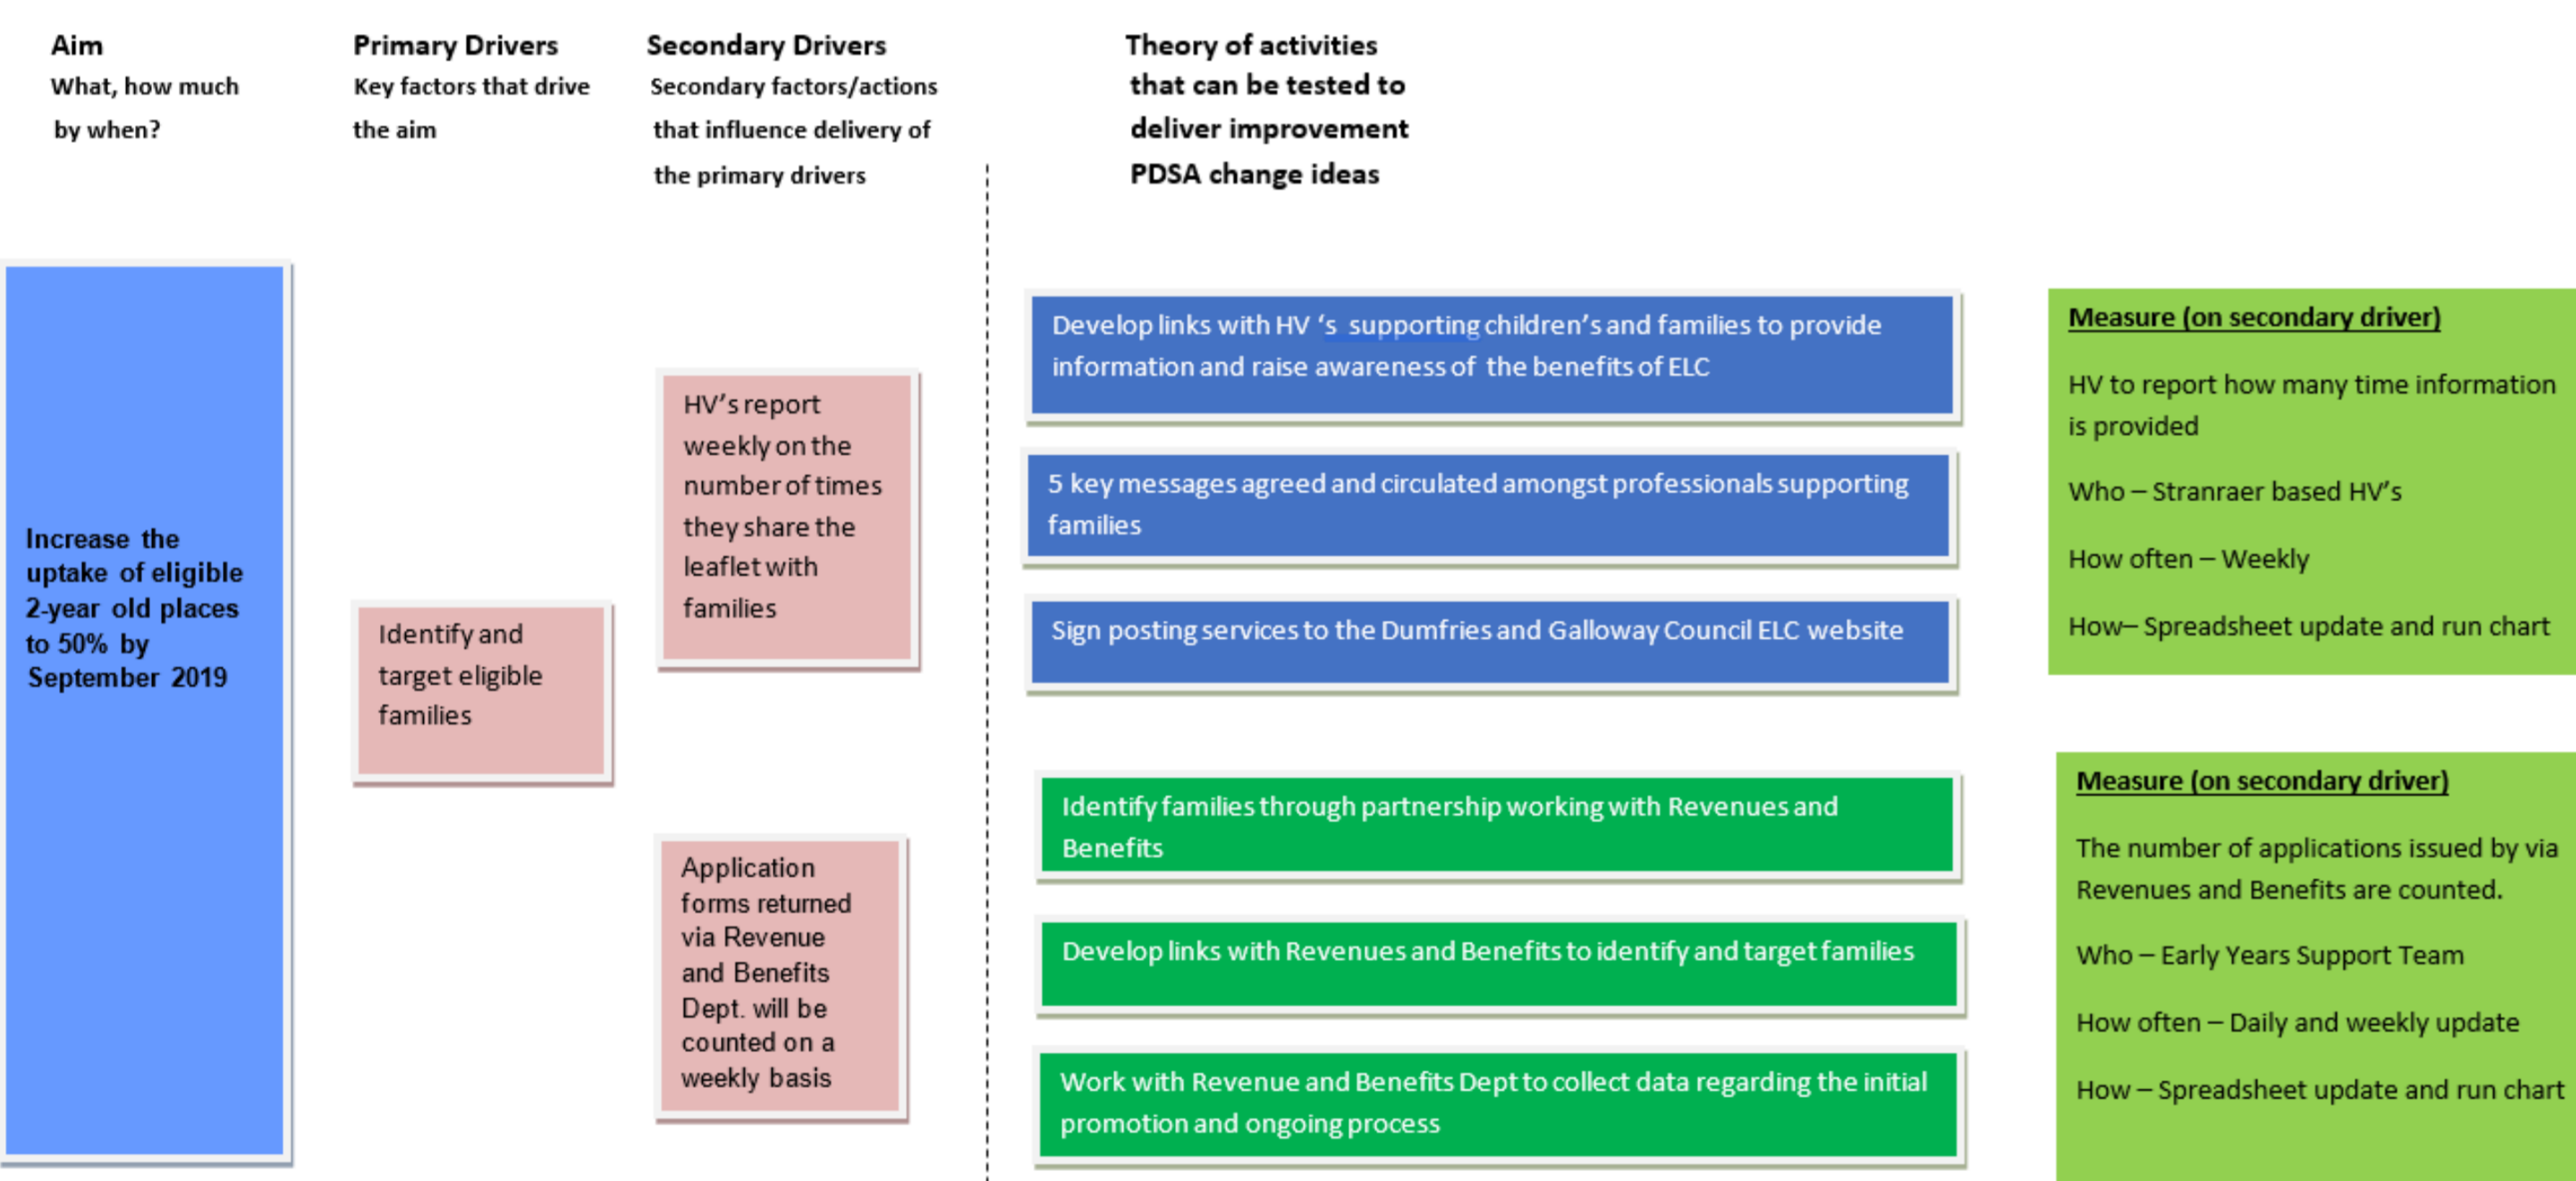 Aim
What, how much
by when?
Primary Drivers
Key factors that drive
the aim
Secondary Drivers
Secondary factors/actions
that influence delivery of
the primary drivers
Theory of activities
that can be tested to
deliver improvement
PDSA change ideas
Increase the
uptake of eligible
2-year old places
to 50% by
September 2019
Identify and
target eligible
families
HV’s report
weekly on the
number of times
they share the
leaflet with
families
Application
forms returned
via Revenue
and Benefits
Dept. will be
counted on a
weekly basis
Develop links with HV ‘s supporting children’s and families to provide
information and raise awareness of the benefits of ELC
5 key messages agreed and circulated amongst professionals supporting
families
Sign posting services to the Dumfries and Galloway Council ELC website
Identify families through partnership working with Revenues and
Benefits
Develop links with Revenues and Benefits to identify and target families
Work with Revenue and Benefits Dept to collect data regarding the initial
promotion and ongoing process
Measure (on secondary driver)
HV to report how many time information
is provided
Who – Stranraer based HV’s
How often – Weekly
How– Spreadsheet update and run chart
Measure (on secondary driver)
The number of applications issued by via
Revenues and Benefits are counted.
Who – Early Years Support Team
How often – Daily and weekly update
How – Spreadsheet update and run chart